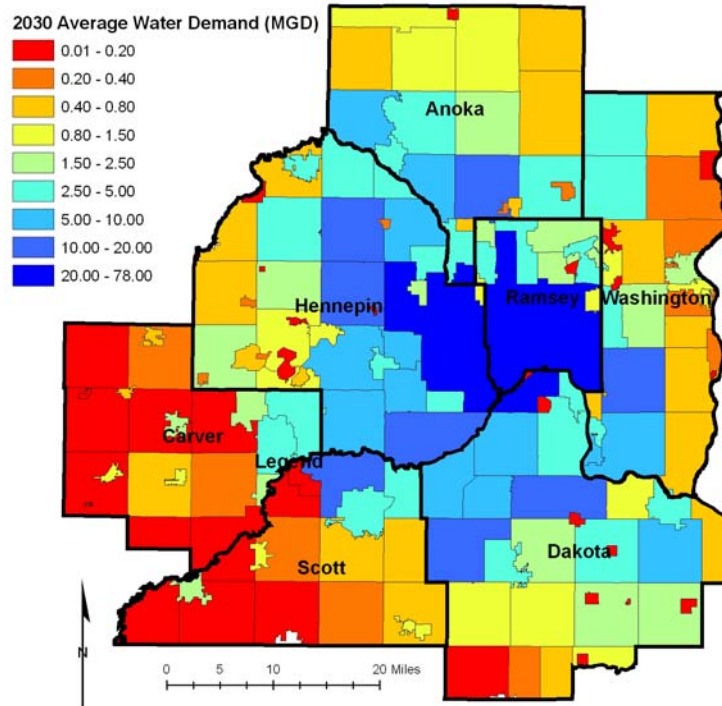 2030 Average Water Demand (MGD)
0.01 - 0.20
0.20 - 0.40
0.40 - 0.80
0.80 - 1.50
1.50 - 2.50
2.50 - 5.00
5.00 - 10.00
10.00 - 20.00
20.00 - 78.00
Anoka
Hennepin
Ramsey
Washington
Carver
Legend
Scott
Dakota
N
0 5 10 20 Miles